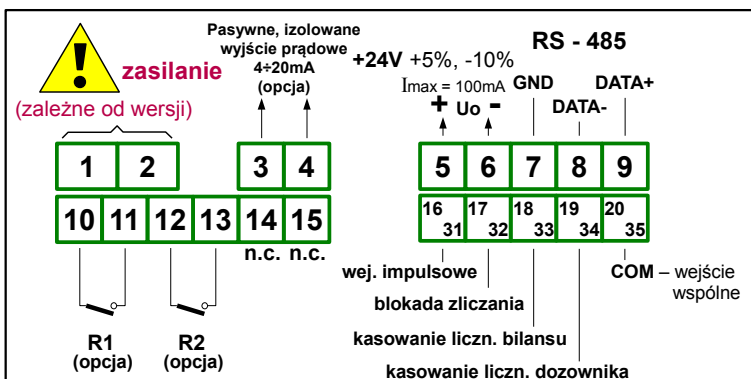 zasilanie
(zależne od wersji)
Pasywne, izolowane
wyjście prądowe
4÷20mA
(opcja)
+24V +5%, -10%
Imax = 100mA
+ Uo -
RS - 485
GND
DATA-
DATA+
1 2 3 4 5 6 7 8 9
10 11 12 13 14 15
n.c. n.c.
16 31 17 32 18 33 19 34 20 35
R1
(opcja)
R2
(opcja)
wej. impulsowe
blokada zliczania
kasowanie liczn. bilansu
kasowanie liczn. dozownika
COM – wejście
wspólne